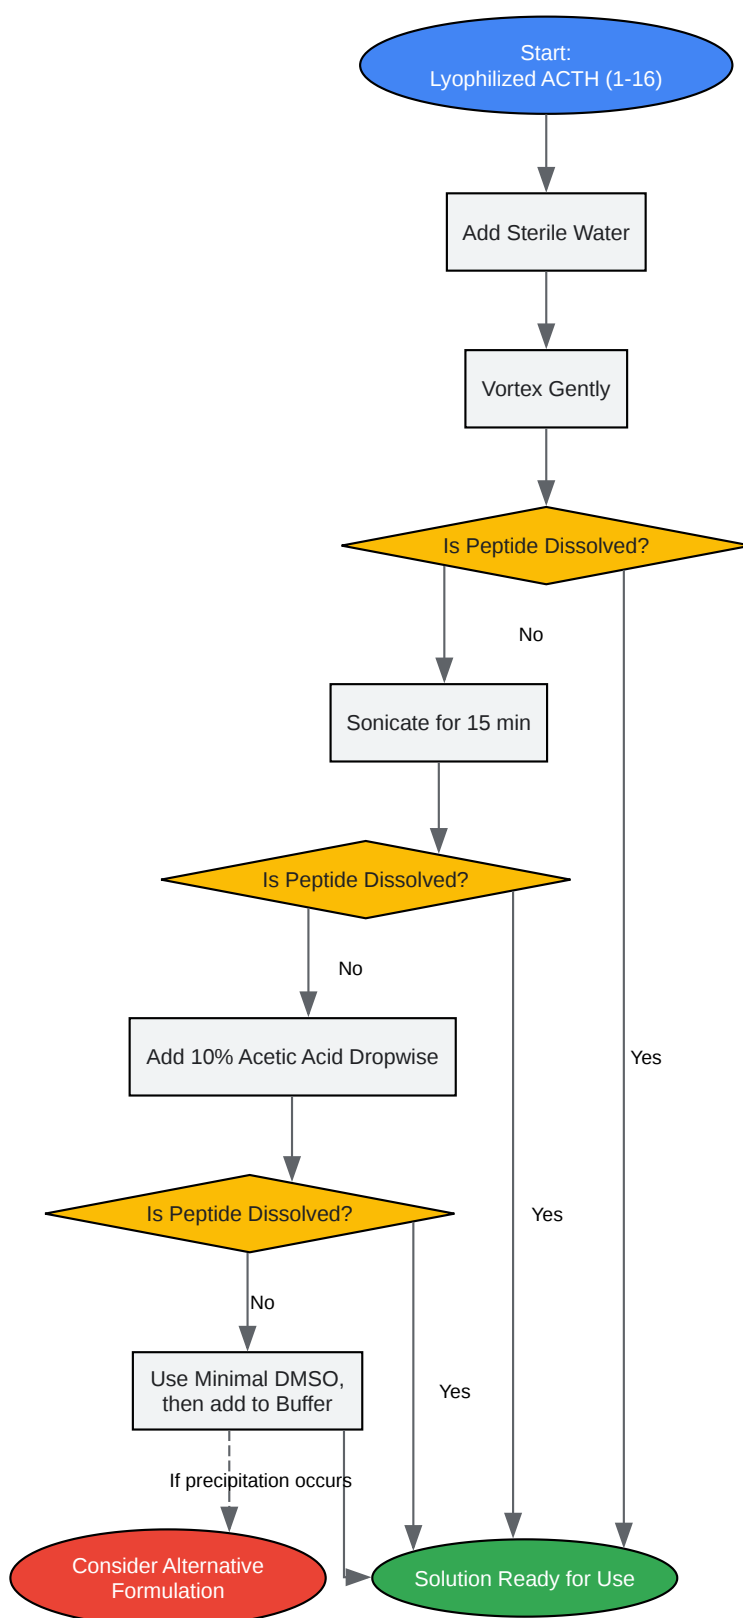 Start:
Lyophilized ACTH (1-16)
Add Sterile Water
Vortex Gently
Is Peptide Dissolved?
No
Sonicate for 15 min
Is Peptide Dissolved?
No
Add 10% Acetic Acid Dropwise
Yes
Is Peptide Dissolved?
Yes
No
Use Minimal DMSO,
then add to Buffer
Yes
If precipitation occurs
Consider Alternative
Formulation
Solution Ready for Use